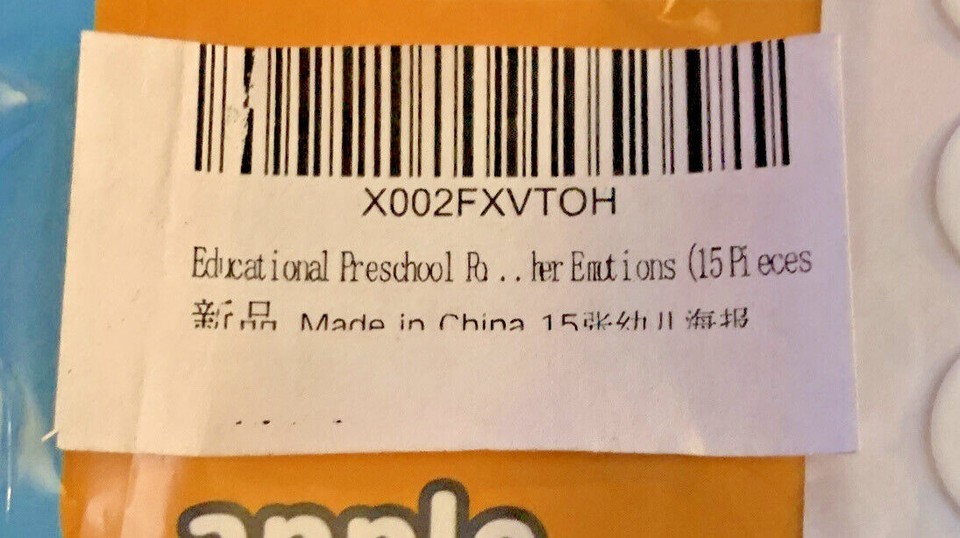 X002FXVTOH
Educational Preschool Po...her Emotions (15 Pieces
新品 Made in China 15张幼儿海报
apple